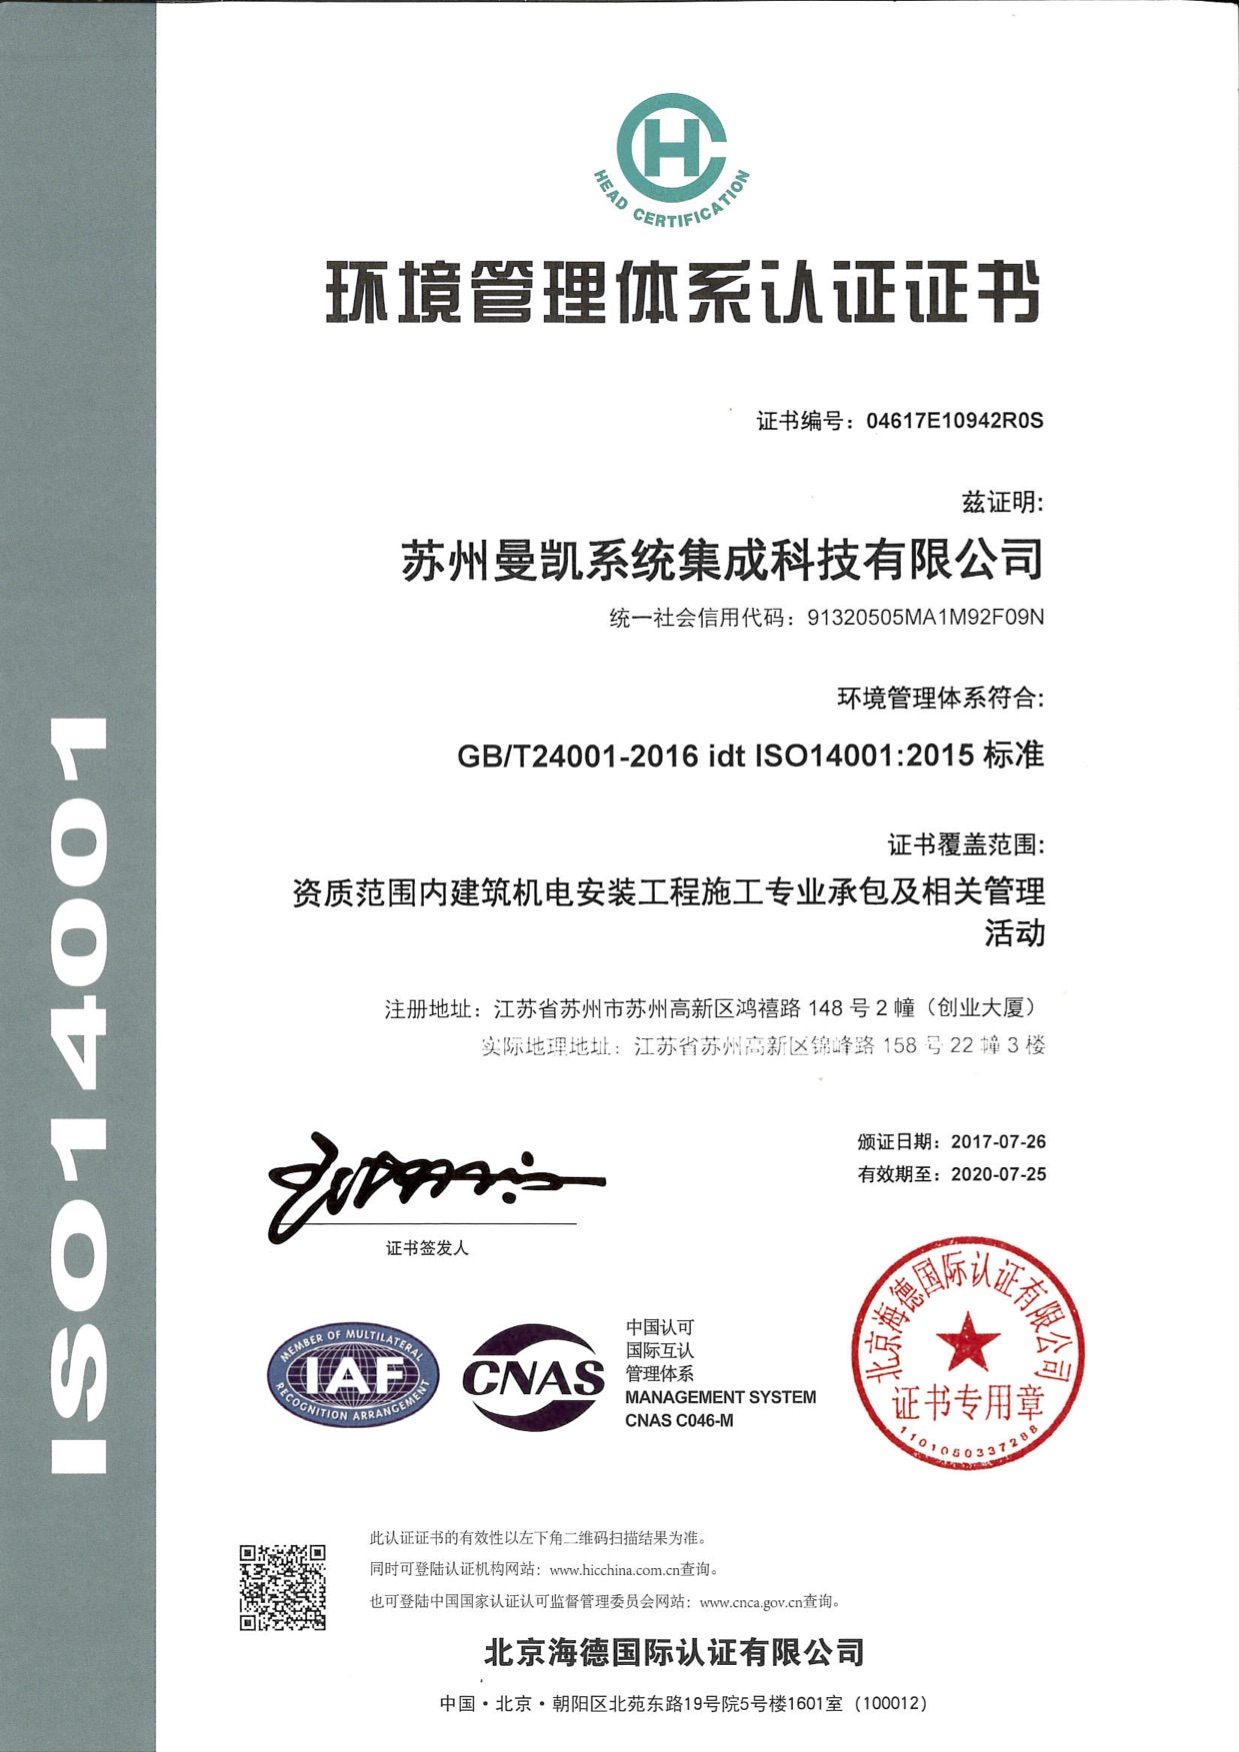 ISO14001
HC
HEAD CERTIFICATION
环境管理体系认证证书
证书编号：04617E10942R0S
兹证明:
苏州曼凯系统集成科技有限公司
统一社会信用代码：91320505MA1M92F09N
环境管理体系符合:
GB/T24001-2016 idt ISO14001:2015 标准
证书覆盖范围:
资质范围内建筑机电安装工程施工专业承包及相关管理
活动
注册地址：江苏省苏州市苏州高新区鸿禧路 148 号 2 幢（创业大厦）
实际地理地址：江苏省苏州高新区锦峰路 158 号 22 幢 3 楼
颁证日期：2017-07-26
有效期至：2020-07-25
证书签发人
MEMBER OF MULTILATERAL
IAF
RECOGNITION ARRANGEMENT
CNAS
中国认可
国际互认
管理体系
MANAGEMENT SYSTEM
CNAS C046-M
北京海德国际认证有限公司
证书专用章
1101050337288
此认证证书的有效性以左下角二维码扫描结果为准。
同时可登陆认证机构网站：www.hicchina.com.cn查询。
也可登陆中国国家认证认可监督管理委员会网站：www.cnca.gov.cn查询。
北京海德国际认证有限公司
中国·北京·朝阳区北苑东路19号院5号楼1601室（100012）